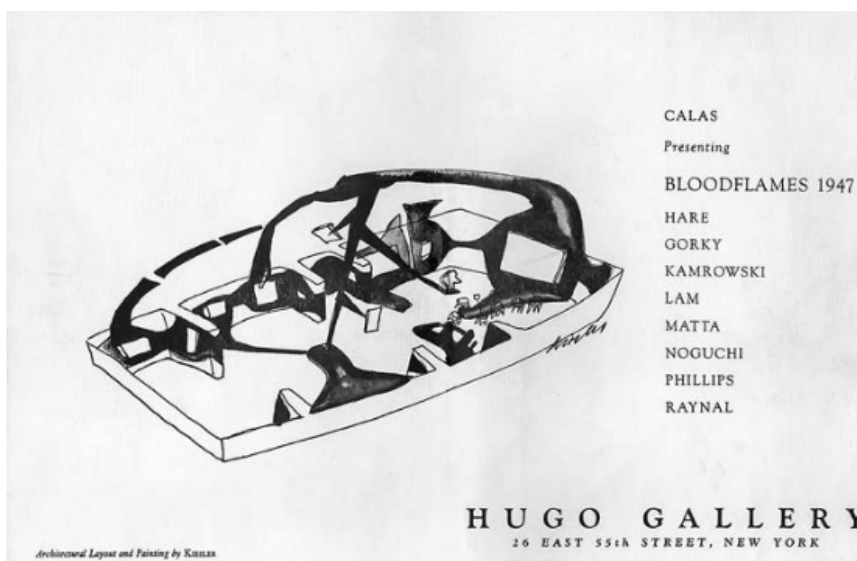 CALAS
Presenting
BLOODFLAMES 1947
HARE
GORKY
KAMROWSKI
LAM
MATTA
NOGUCHI
PHILLIPS
RAYNAL
Kiesler
HUGO GALLERY
26 EAST 55th STREET, NEW YORK
Architectural Layout and Painting by KIESLER